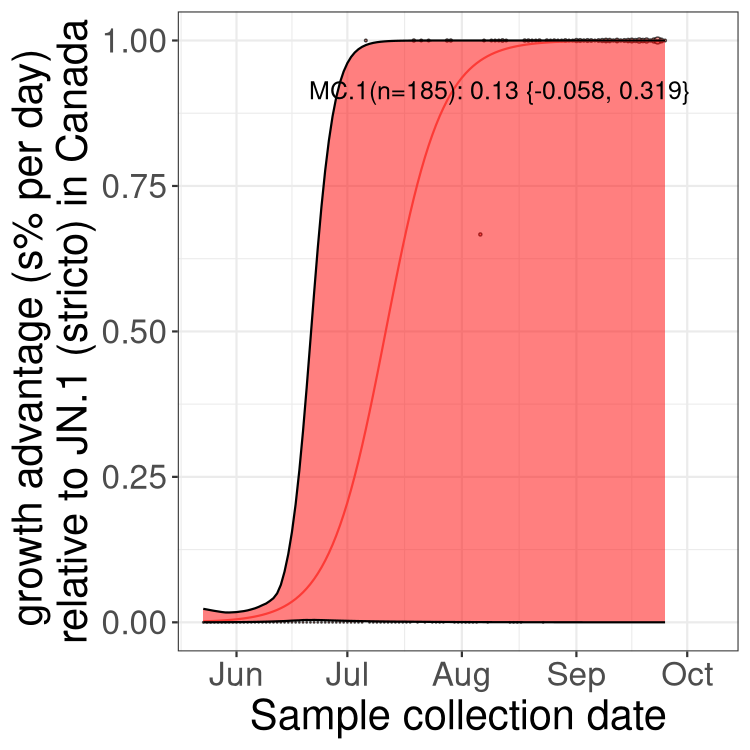 growth advantage (s% per day)
relative to JN.1 (stricto) in Canada
1.00
0.75
0.50
0.25
0.00
MC.1(n=185): 0.13 {-0.058, 0.319}
Jun Jul Aug Sep Oct
Sample collection date